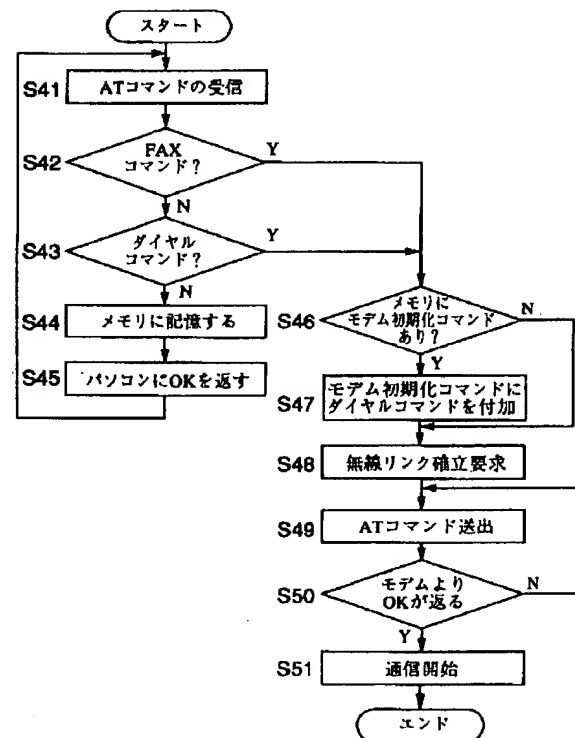 スタート
S41
ATコマンドの受信
S42
FAX
コマンド?
Y
N
S43
ダイヤル
コマンド?
Y
N
S44
メモリに記憶する
S45
パソコンにOKを返す
S46
メモリに
モデム初期化コマンド
あり?
N
Y
S47
モデム初期化コマンドに
ダイヤルコマンドを付加
S48
無線リンク確立要求
S49
ATコマンド送出
S50
モデムより
OKが返る
N
Y
S51
通信開始
エンド